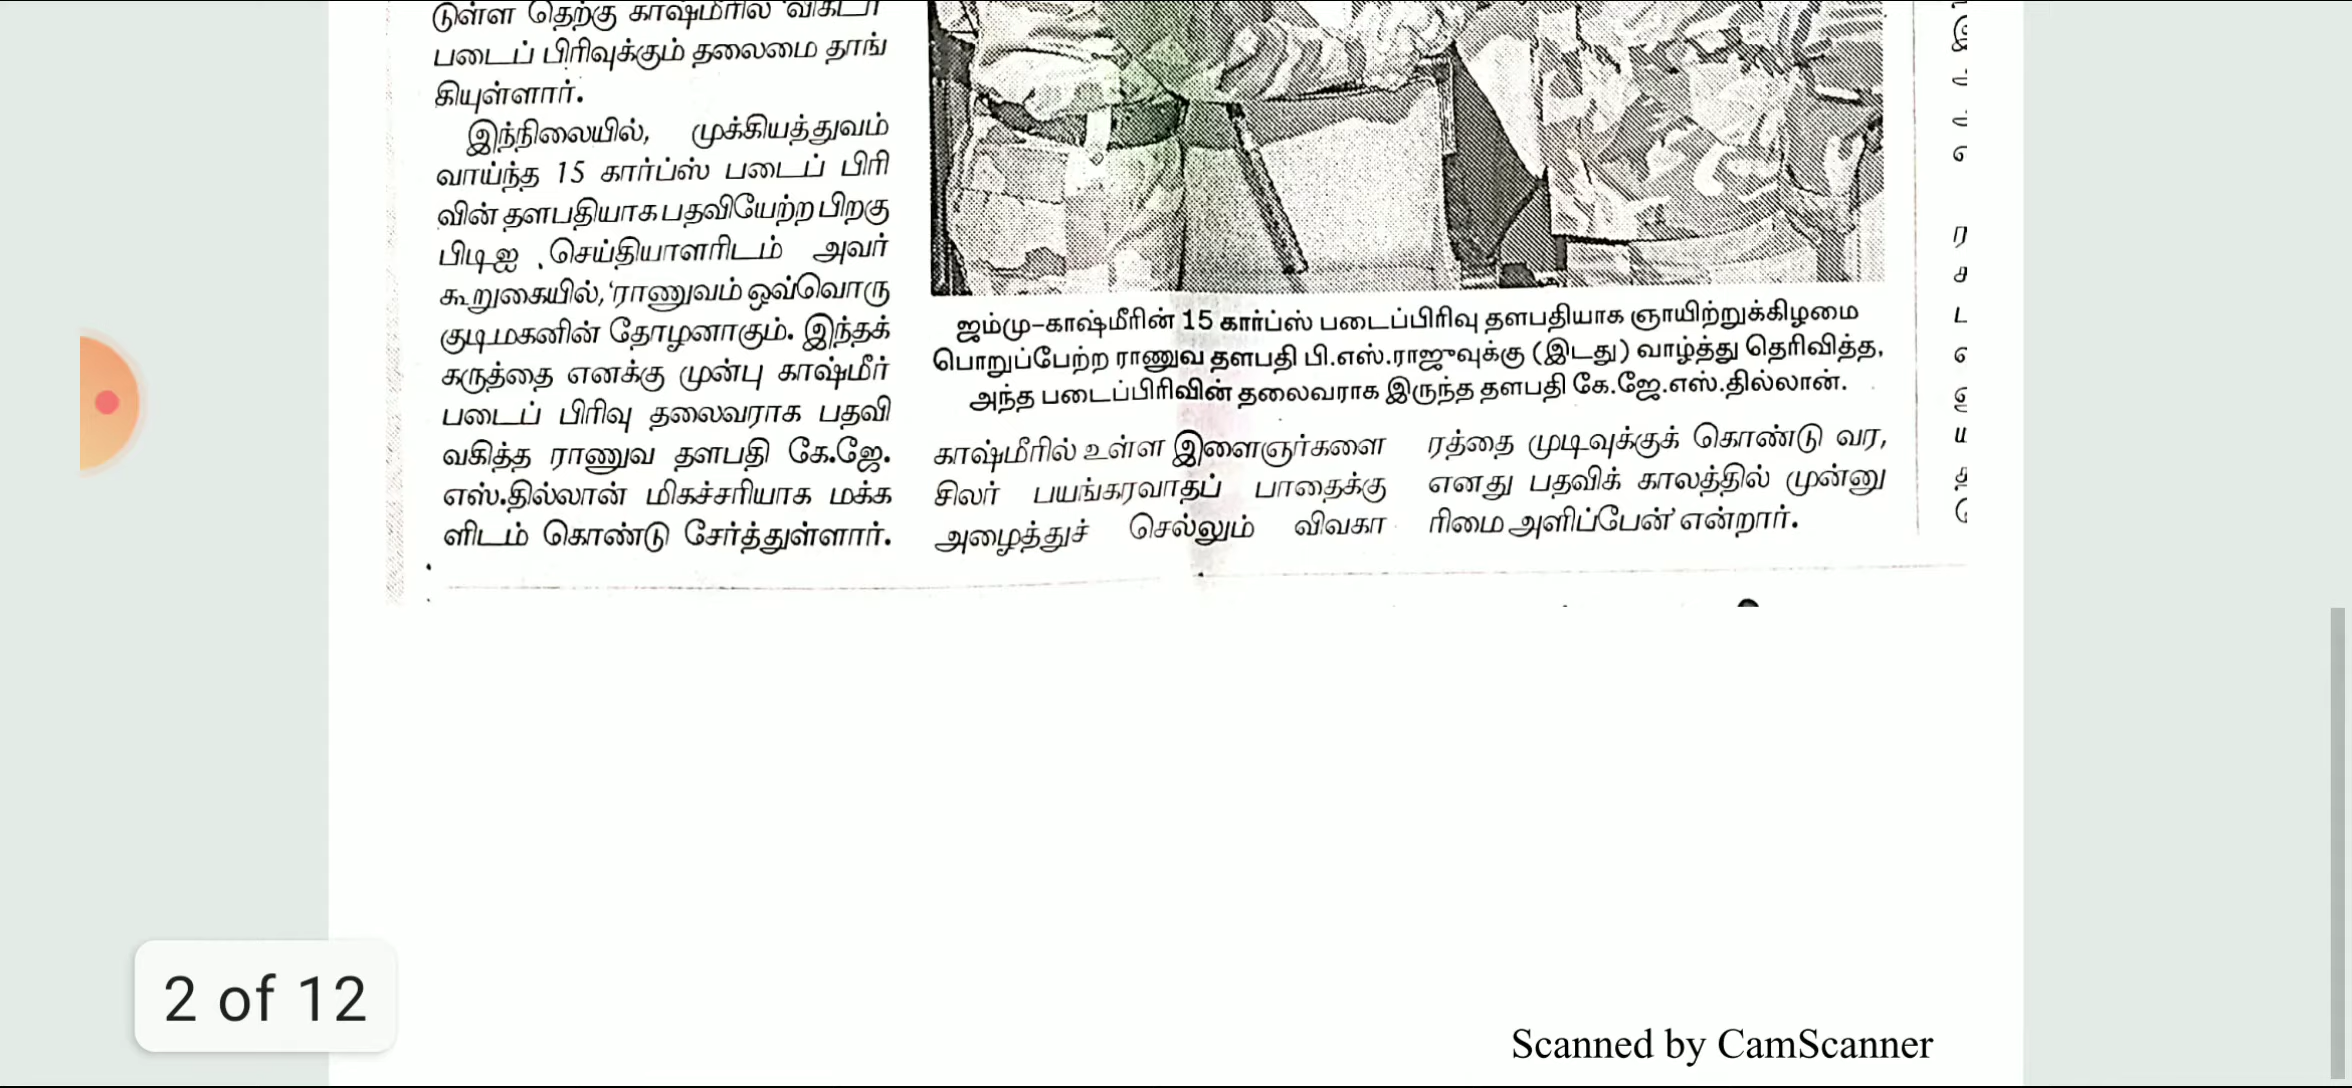 டுள்ள தெற்கு காஷ்மீரில்
படைப் பிரிவுக்கும் தலைமை தாங்
கியுள்ளார்.
இந்நிலையில், முக்கியத்துவம்
வாய்ந்த 15 கார்ப்ஸ் படைப் பிரி
வின் தளபதியாக பதவியேற்ற பிறகு
பிடிஐ செய்தியாளரிடம் அவர்
கூறுகையில், 'ராணுவம் ஒவ்வொரு
குடிமகனின் தோழனாகும். இந்தக்
கருத்தை எனக்கு முன்பு காஷ்மீர்
படைப் பிரிவு தலைவராக பதவி
வகித்த ராணுவ தளபதி கே.ஜே.
எஸ்.தில்லான் மிகச்சரியாக மக்க
ளிடம் கொண்டு சேர்த்துள்ளார்.
ஜம்மு-காஷ்மீரின் 15 கார்ப்ஸ் படைப்பிரிவு தளபதியாக ஞாயிற்றுக்கிழமை
பொறுப்பேற்ற ராணுவ தளபதி பி.எஸ்.ராஜுவுக்கு (இடது) வாழ்த்து தெரிவித்த,
அந்த படைப்பிரிவின் தலைவராக இருந்த தளபதி கே.ஜே.எஸ்.தில்லான்.
காஷ்மீரில் உள்ள இளைஞர்களை
சிலர் பயங்கரவாதப் பாதைக்கு
அழைத்துச் செல்லும் விவகா
ரத்தை முடிவுக்குக் கொண்டு வர,
எனது பதவிக் காலத்தில் முன்னு
ரிமை அளிப்பேன்' என்றார்.
2 of 12
Scanned by CamScanner